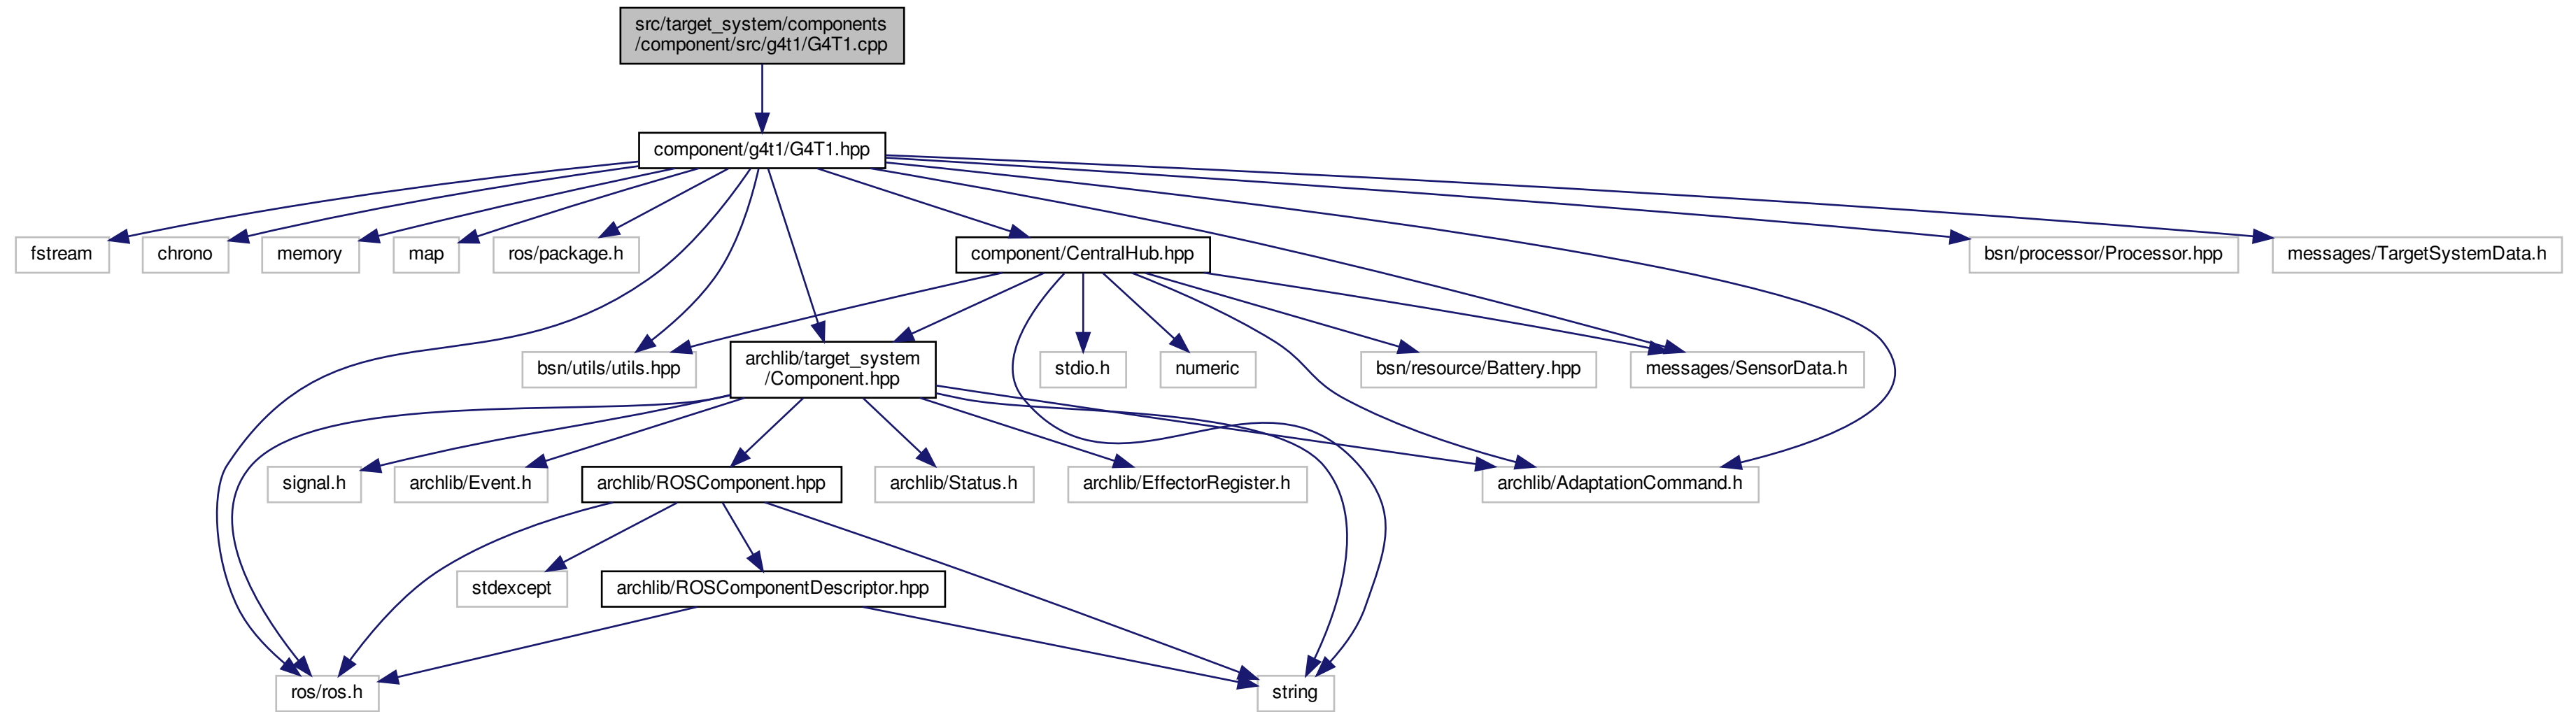 src/target_system/components
/component/src/g4t1/G4T1.cpp
component/g4t1/G4T1.hpp
fstream
chrono
memory
map
ros/package.h
component/CentralHub.hpp
bsn/processor/Processor.hpp
messages/TargetSystemData.h
bsn/utils/utils.hpp
archlib/target_system
/Component.hpp
stdio.h
numeric
bsn/resource/Battery.hpp
messages/SensorData.h
signal.h
archlib/Event.h
archlib/ROSComponent.hpp
archlib/Status.h
archlib/EffectorRegister.h
archlib/AdaptationCommand.h
stdexcept
archlib/ROSComponentDescriptor.hpp
ros/ros.h
string